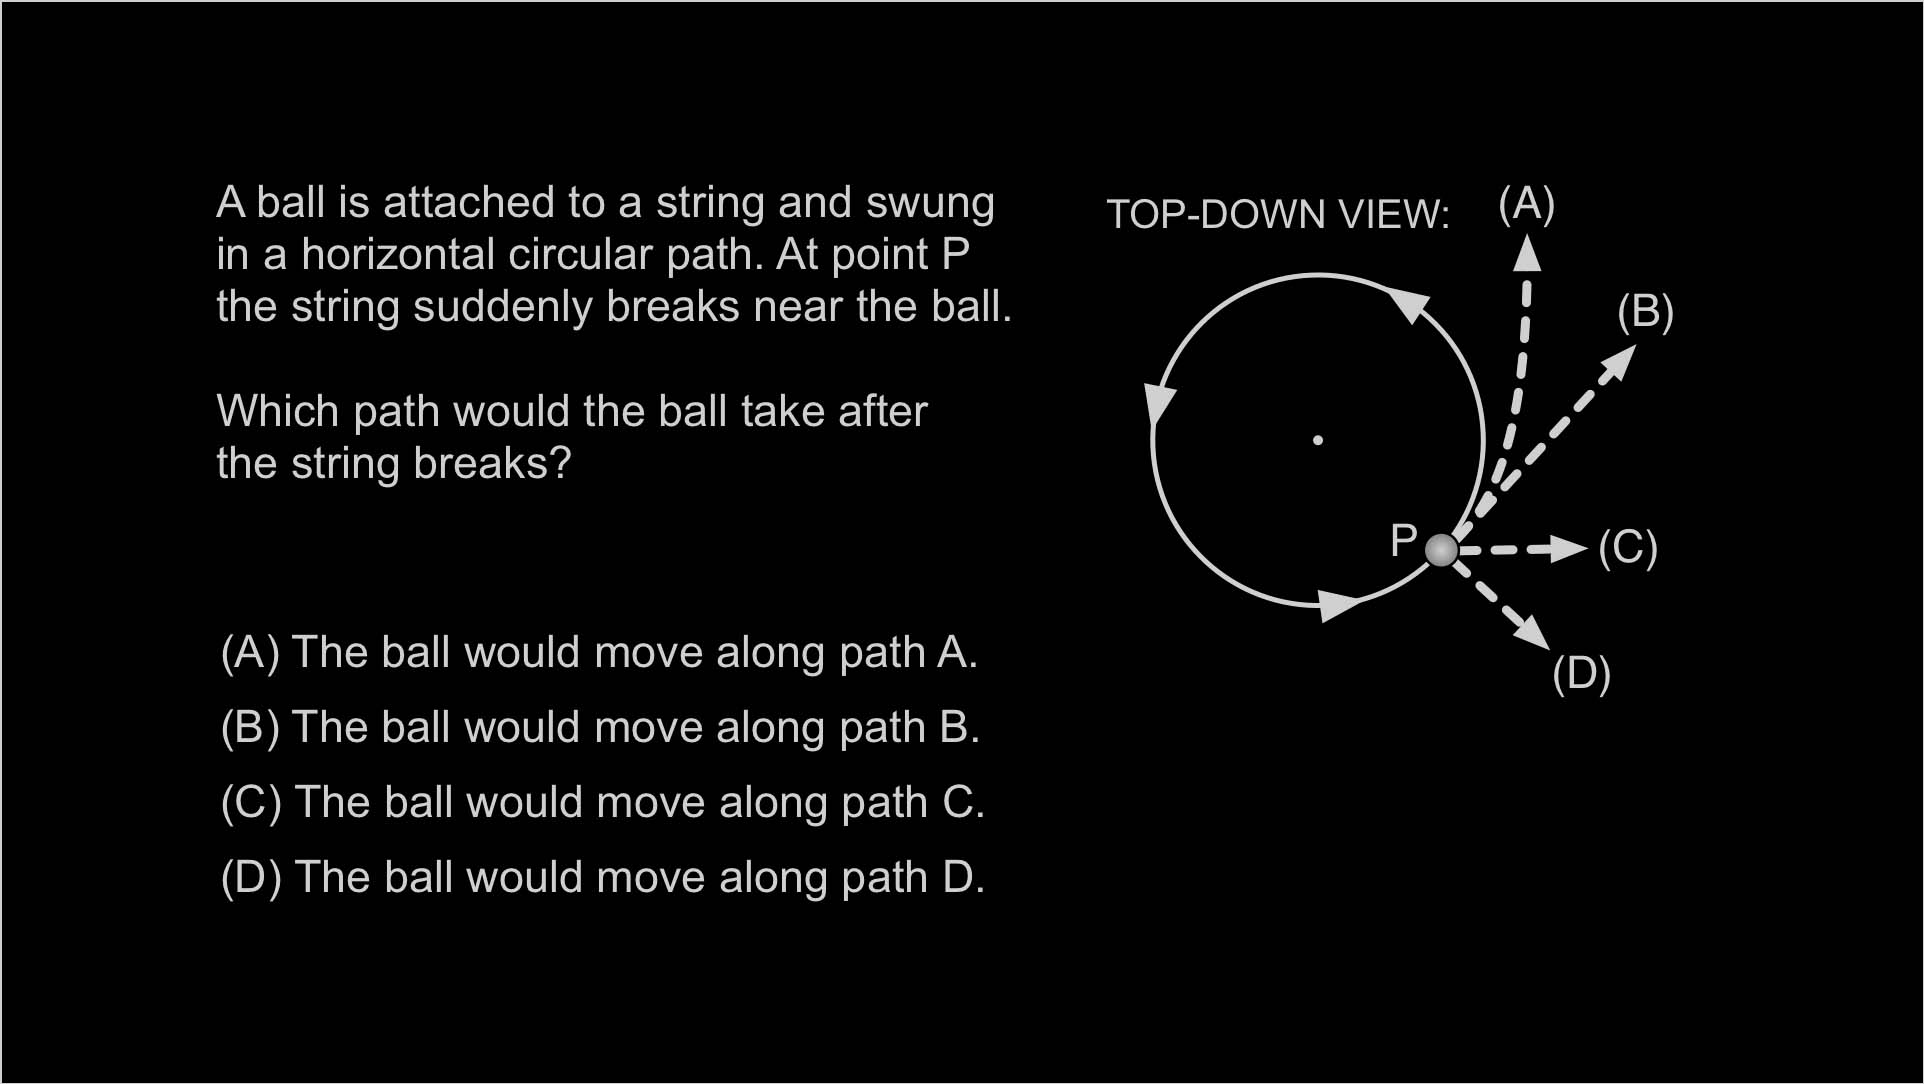 A ball is attached to a string and swung
in a horizontal circular path. At point P
the string suddenly breaks near the ball.
Which path would the ball take after
the string breaks?
(A) The ball would move along path A.
(B) The ball would move along path B.
(C) The ball would move along path C.
(D) The ball would move along path D.
TOP-DOWN VIEW:
(A)
(B)
P
(C)
(D)